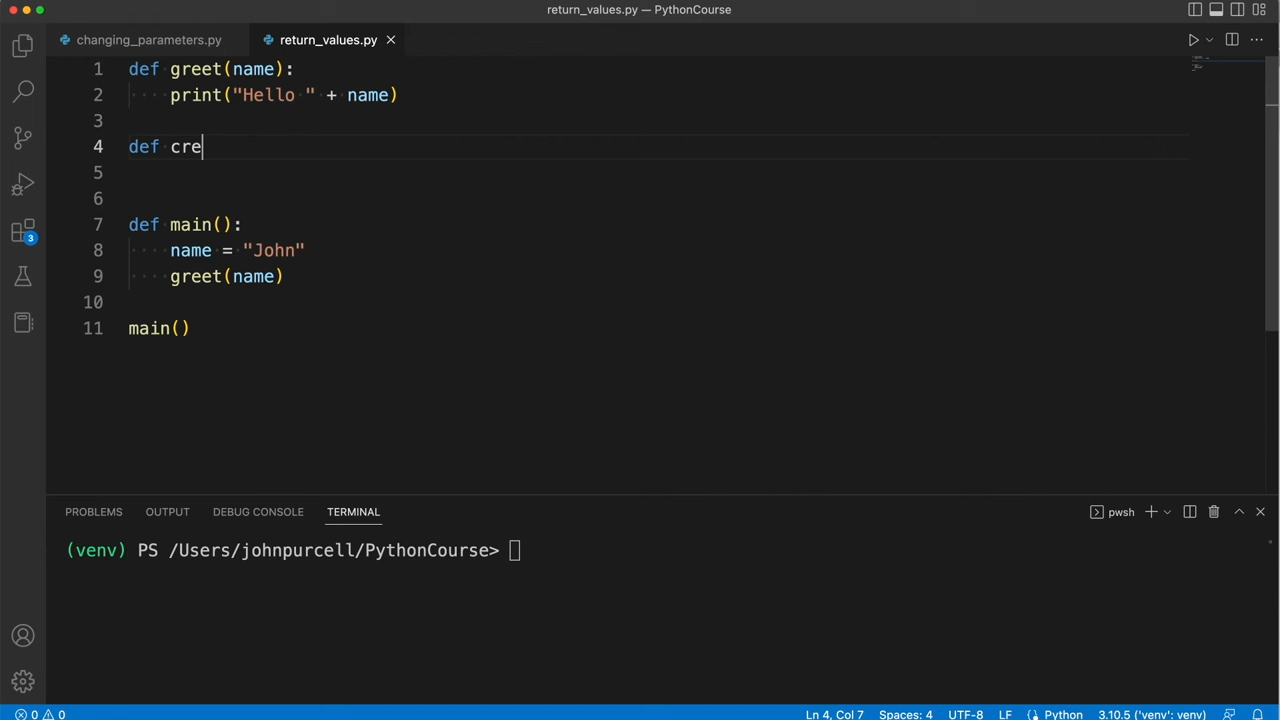 return_values.py — PythonCourse
changing_parameters.py
return_values.py
1 def greet(name):
2     print("Hello " + name)
3
4 def cre
5
6
7 def main():
8     name = "John"
9     greet(name)
10
11 main()
3
PROBLEMS OUTPUT DEBUG CONSOLE TERMINAL
pwsh
(venv) PS /Users/johnpurcell/PythonCourse>
0 0 Ln 4, Col 7 Spaces: 4 UTF-8 LF Python 3.10.5 ('venv': venv)